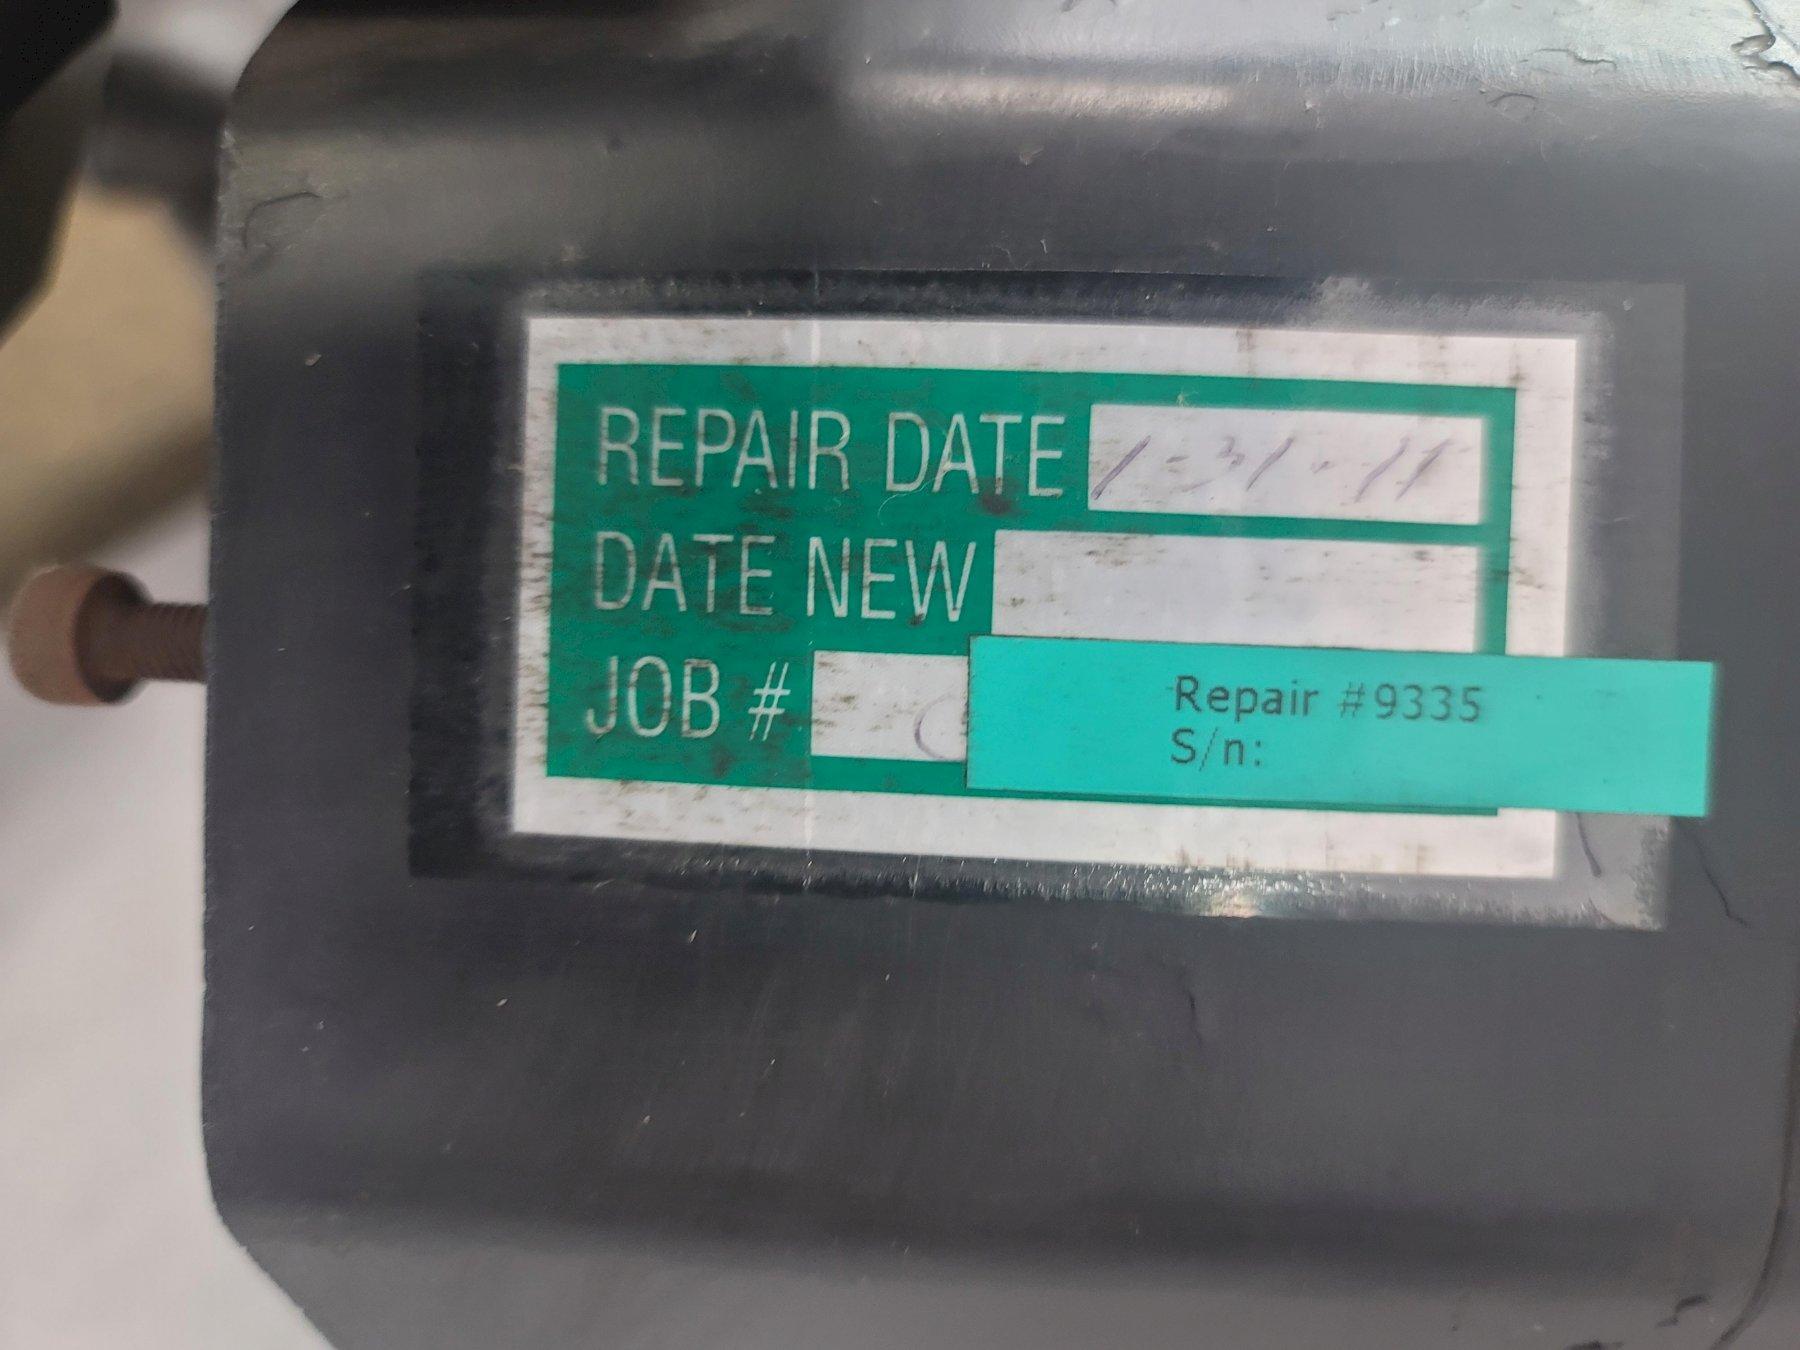 REPAIR DATE 1-31-11
DATE NEW
JOB #
Repair #9335
S/n: